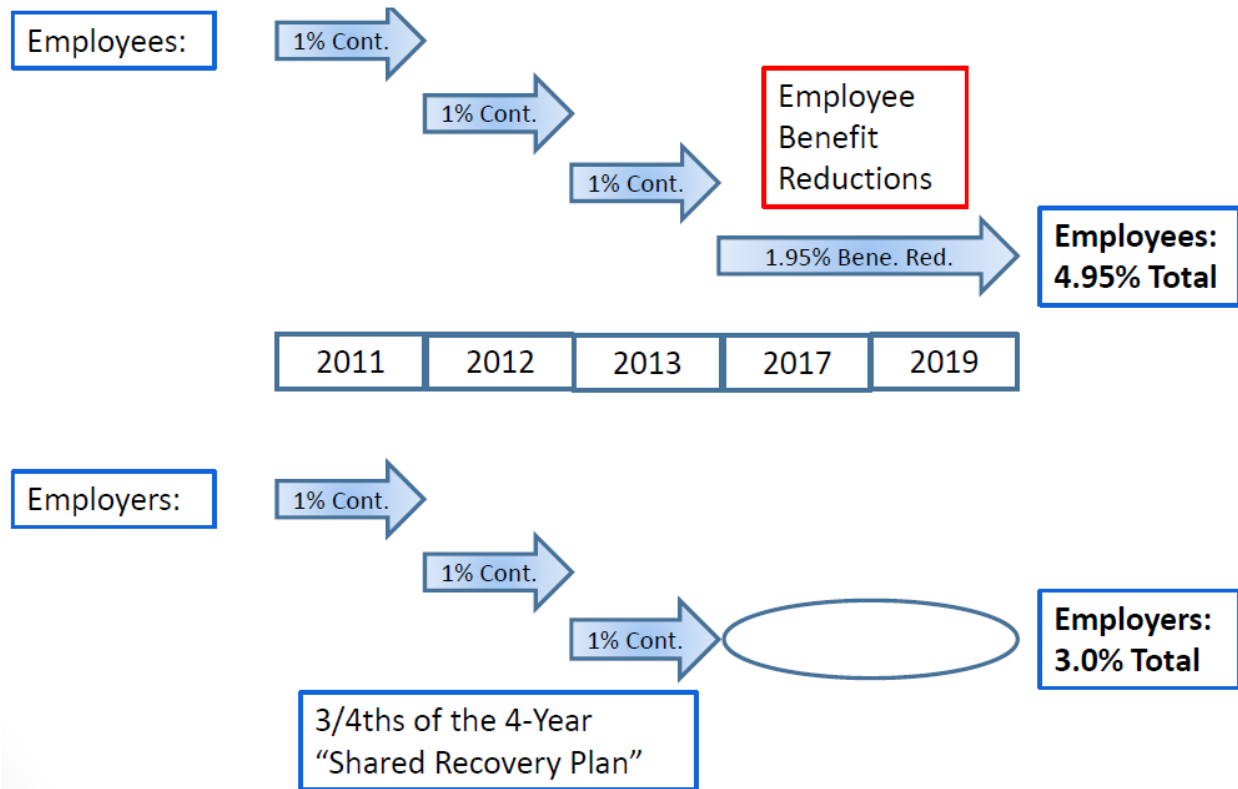 Employees:
1% Cont.
1% Cont.
1% Cont.
Employee
Benefit
Reductions
1.95% Bene. Red.
Employees:
4.95% Total
2011 2012 2013 2017 2019
Employers:
1% Cont.
1% Cont.
1% Cont.
Employers:
3.0% Total
3/4ths of the 4-Year
“Shared Recovery Plan”